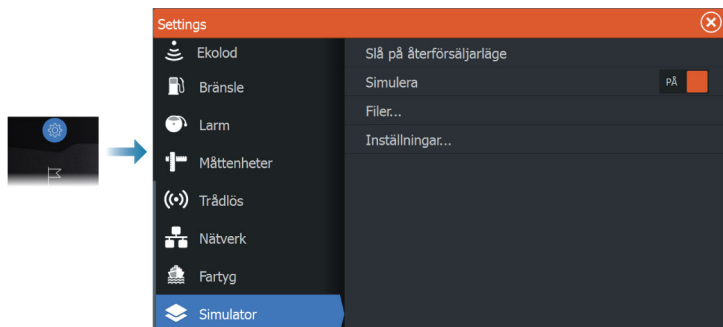 Settings
Ekolod
Bränsle
Larm
Måttenheter
Trådlös
Nätverk
Fartyg
Simulator
Slå på återförsäljarläge
Simulera PÅ
Filer...
Inställningar...